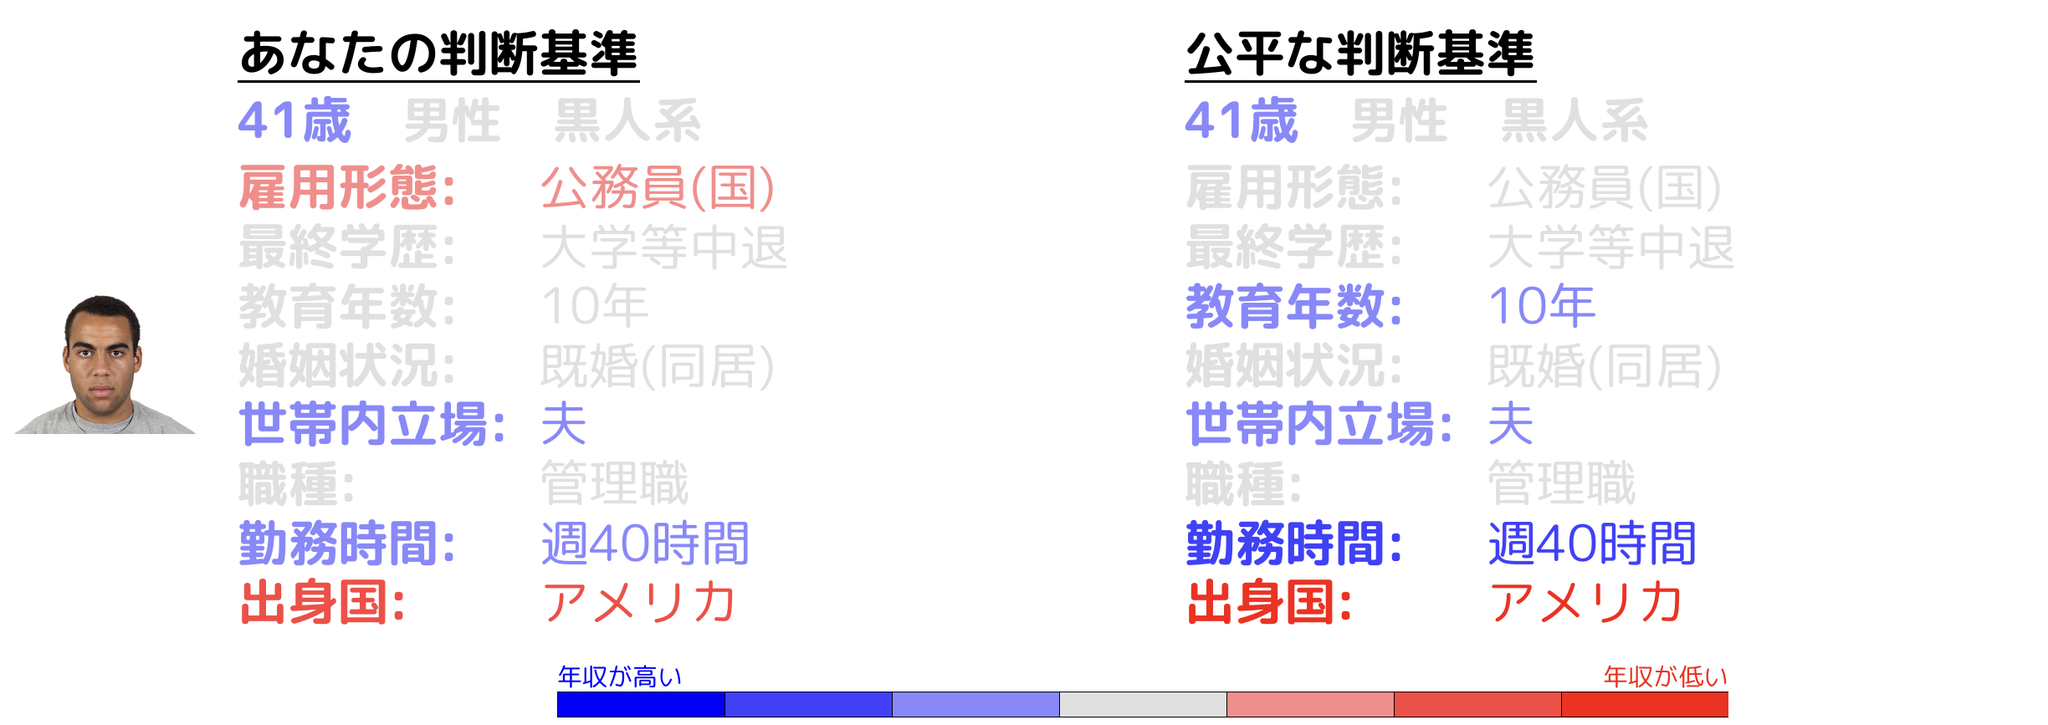 あなたの判断基準
41歳 男性 黒人系
雇用形態: 公務員(国)
最終学歴: 大学等中退
教育年数: 10年
婚姻状況: 既婚(同居)
世帯内立場: 夫
職種: 管理職
勤務時間: 週40時間
出身国: アメリカ
公平な判断基準
41歳 男性 黒人系
雇用形態: 公務員(国)
最終学歴: 大学等中退
教育年数: 10年
婚姻状況: 既婚(同居)
世帯内立場: 夫
職種: 管理職
勤務時間: 週40時間
出身国: アメリカ
年収が高い
年収が低い